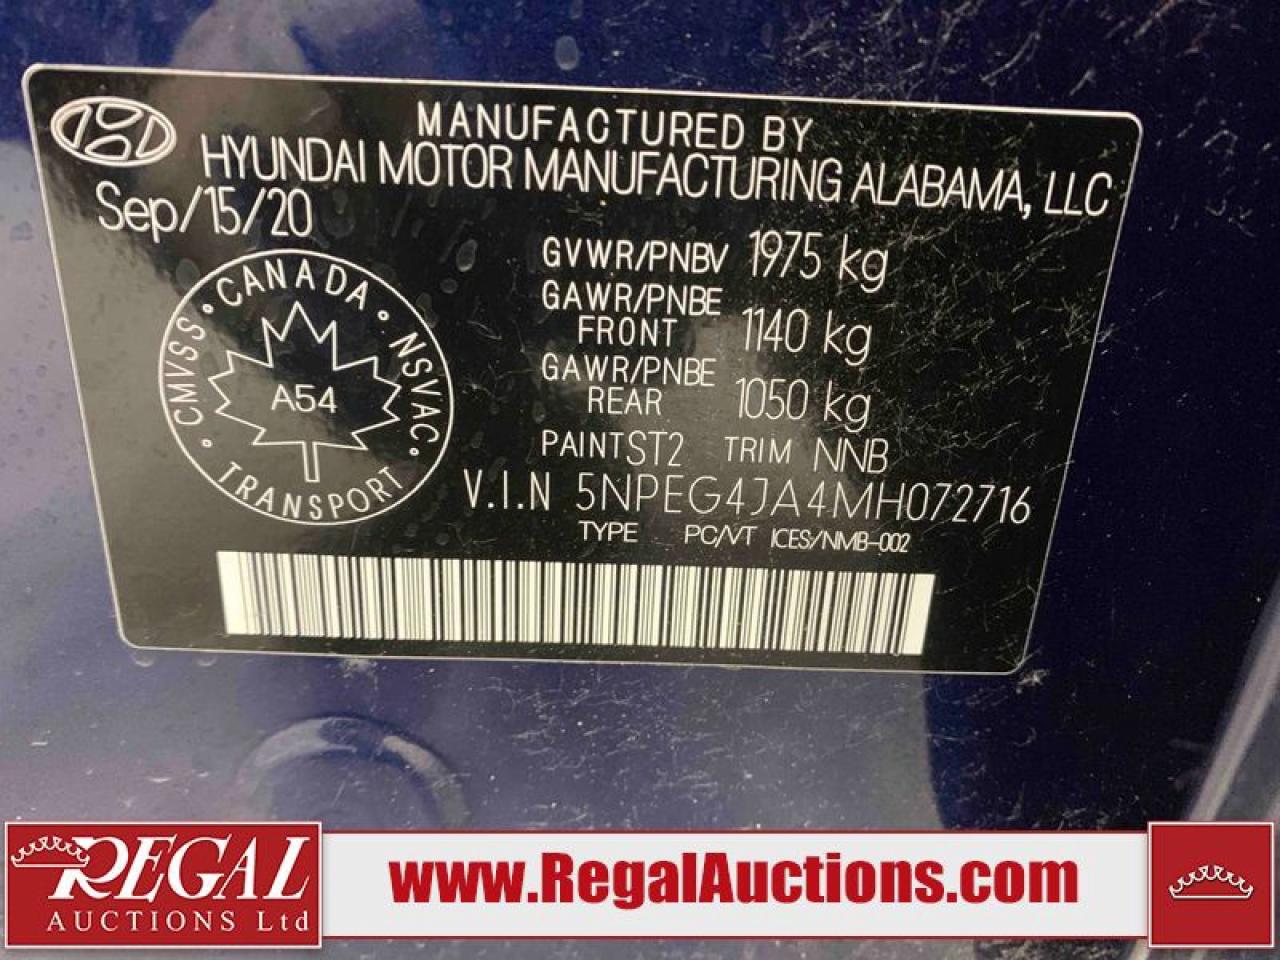 MANUFACTURED BY
HYUNDAI MOTOR MANUFACTURING ALABAMA, LLC
Sep/15/20
GVWR/PNBV 1975 kg
GAWR/PNBE FRONT 1140 kg
GAWR/PNBE REAR 1050 kg
PAINT ST2 TRIM NNB
V.I.N 5NPEG4JA4MH072716
TYPE PC/VT ICES/NMB-002
CANADA
CMVSS · NSVAC
A54
TRANSPORT
REGAL
AUCTIONS Ltd
www.RegalAuctions.com